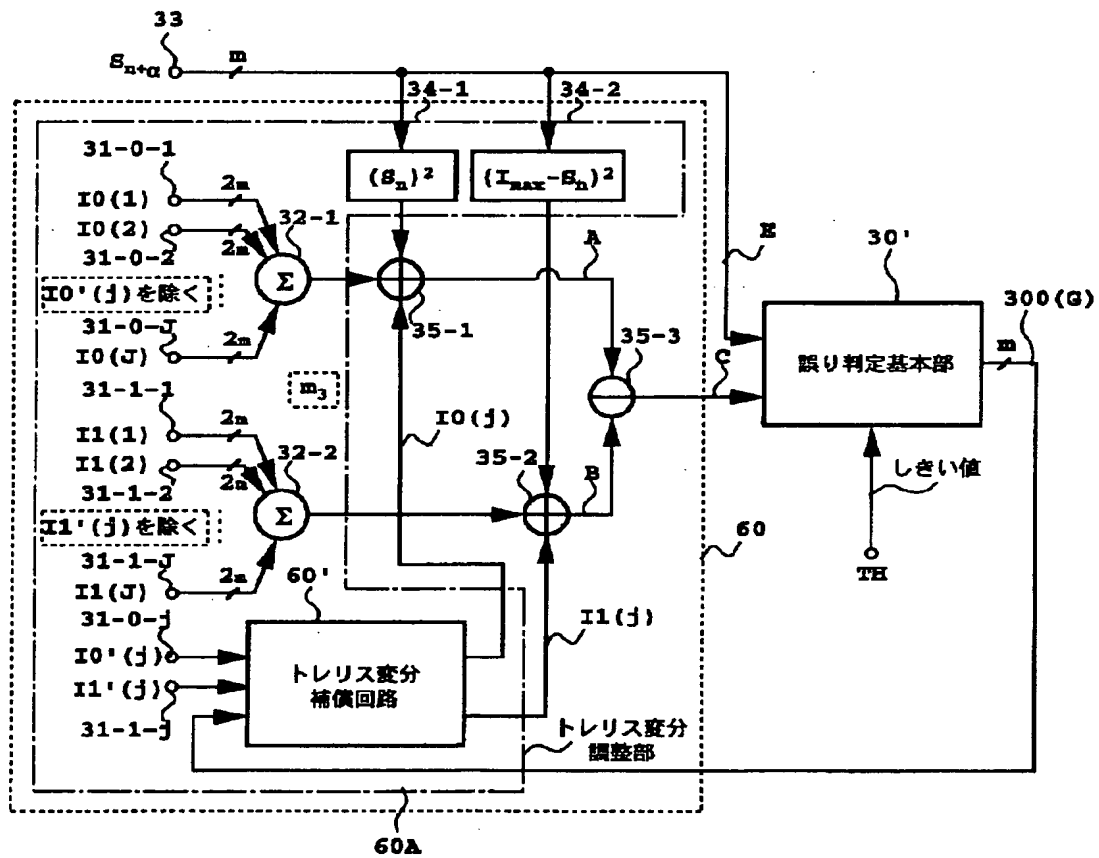 33
Sn+α
m
34-1
34-2
31-0-1
(Sn)²
(Imax-Sn)²
2m
I0(1)
I0(2)
2m
32-1
31-0-2
Σ
A
E
30'
I0'(j)を除く
35-1
300(G)
31-0-J
2m
I0(J)
35-3
C
m
誤り判定基本部
31-1-1
m3
I0(j)
2m
I1(1)
I1(2)
2m
32-2
35-2
しきい値
31-1-2
Σ
B
I1'(j)を除く
60
31-1-J
2m
I1(J)
TH
60'
31-0-j
I1(j)
I0'(j)
トレリス変分
補償回路
I1'(j)
31-1-j
トレリス変分
調整部
60A